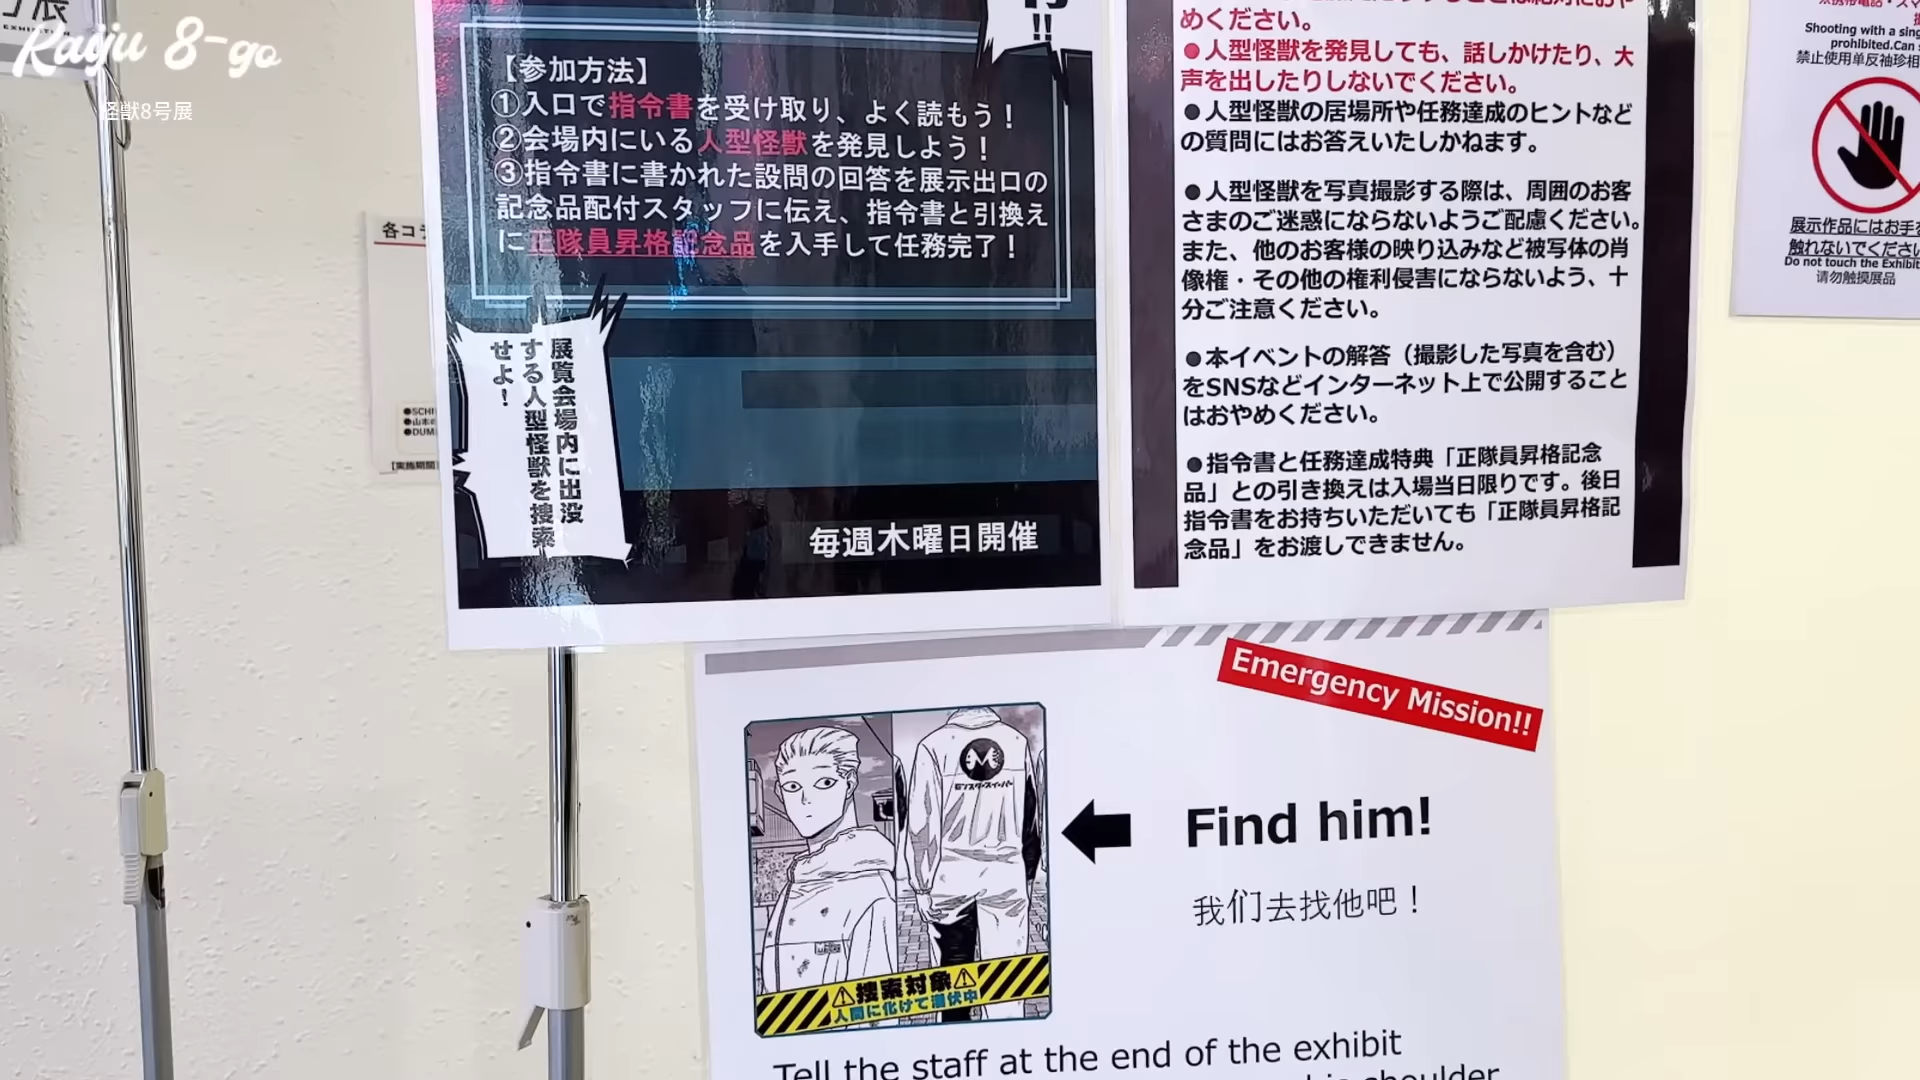 Kaiju 8-go
怪獣8号展
【参加方法】
①入口で指令書を受け取り、よく読もう！
②会場内にいる人型怪獣を発見しよう！
③指令書に書かれた設問の回答を展示出口の
記念品配付スタッフに伝え、指令書と引換え
に正隊員昇格記念品を入手して任務完了！
展覧会場内に出没
する人型怪獣を捜索
せよ！
毎週木曜日開催
めください。
●人型怪獣を発見しても、話しかけたり、大
声を出したりしないでください。
●人型怪獣の居場所や任務達成のヒントなど
の質問にはお答えいたしかねます。
●人型怪獣を写真撮影する際は、周囲のお客
さまのご迷惑にならないようご配慮ください。
また、他のお客様の映り込みなど被写体の肖
像権・その他の権利侵害にならないよう、十
分ご注意ください。
●本イベントの解答（撮影した写真を含む）
をSNSなどインターネット上で公開すること
はおやめください。
●指令書と任務達成特典「正隊員昇格記念
品」との引き換えは入場当日限りです。後日
指令書をお持ちいただいても「正隊員昇格記
念品」をお渡しできません。
Shooting with a sing
prohibited.Can
禁止使用单反袖珍相
展示作品にはお手を
触れないでください
Do not touch the Exhibit
请勿触摸展品
各コ
●SCHI
●DUM
【実施期間
Emergency Mission!!
モンスタースイーパー
Find him!
我们去找他吧！
捜索対象
人間に化けて潜伏中
Tell the staff at the end of the exhibit
shoulder